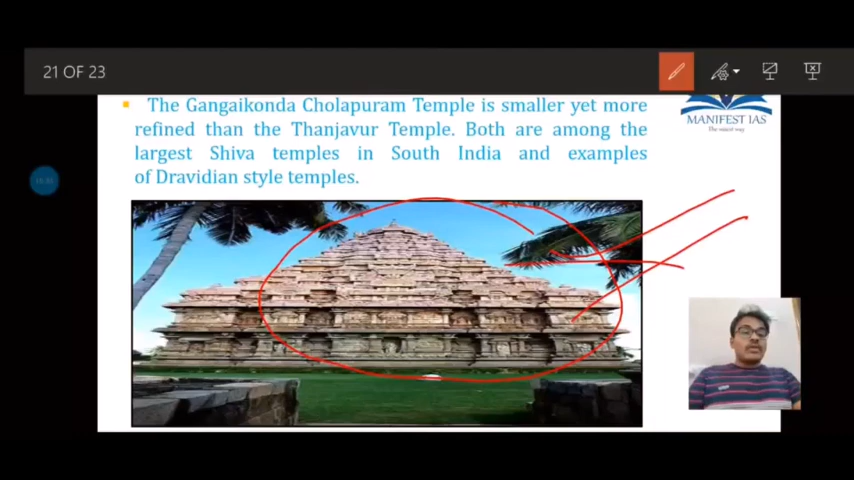 21 OF 23
The Gangaikonda Cholapuram Temple is smaller yet more
refined than the Thanjavur Temple. Both are among the
largest Shiva temples in South India and examples
of Dravidian style temples.
MANIFEST IAS